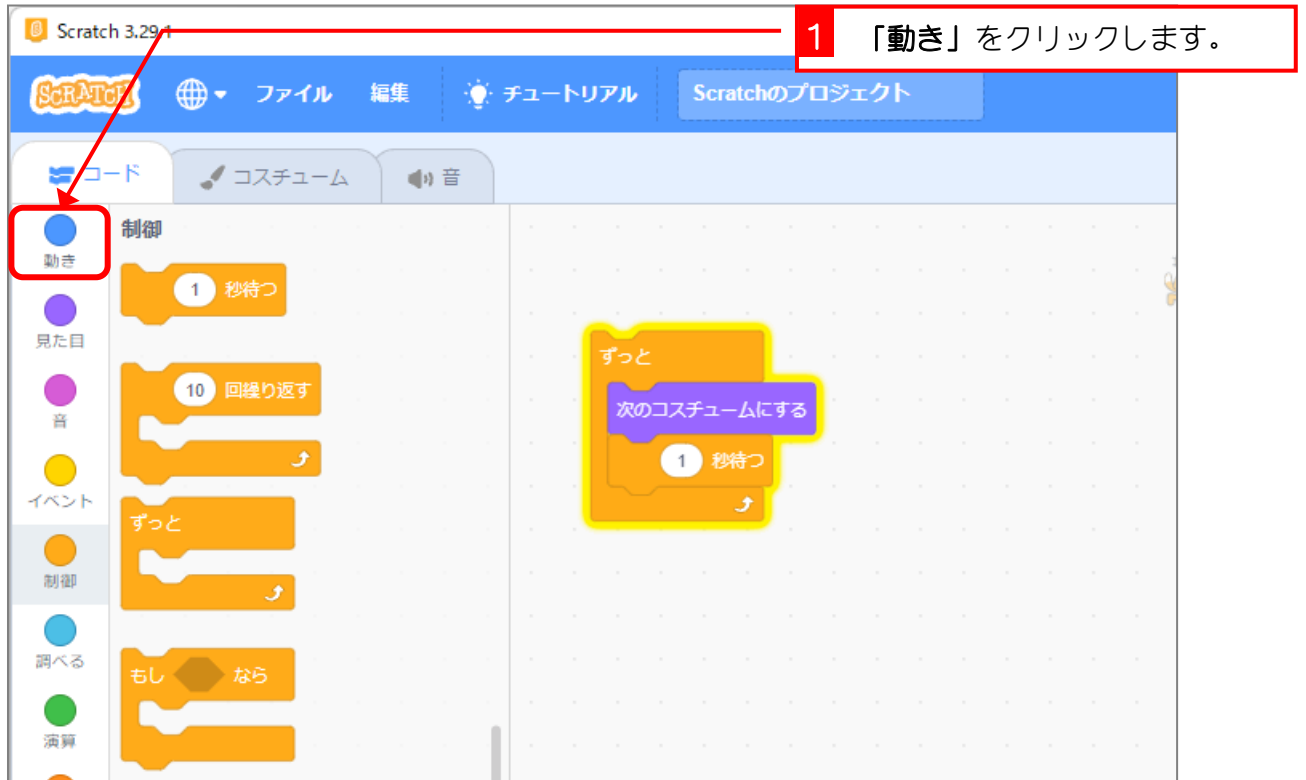 Scratch 3.29.1
1 「動き」をクリックします。
SCRATCH ファイル 編集 チュートリアル Scratchのプロジェクト
コード コスチューム 音
動き
見た目
音
イベント
制御
調べる
演算
制御
1 秒待つ
10 回繰り返す
ずっと
もし なら
ずっと
次のコスチュームにする
1 秒待つ